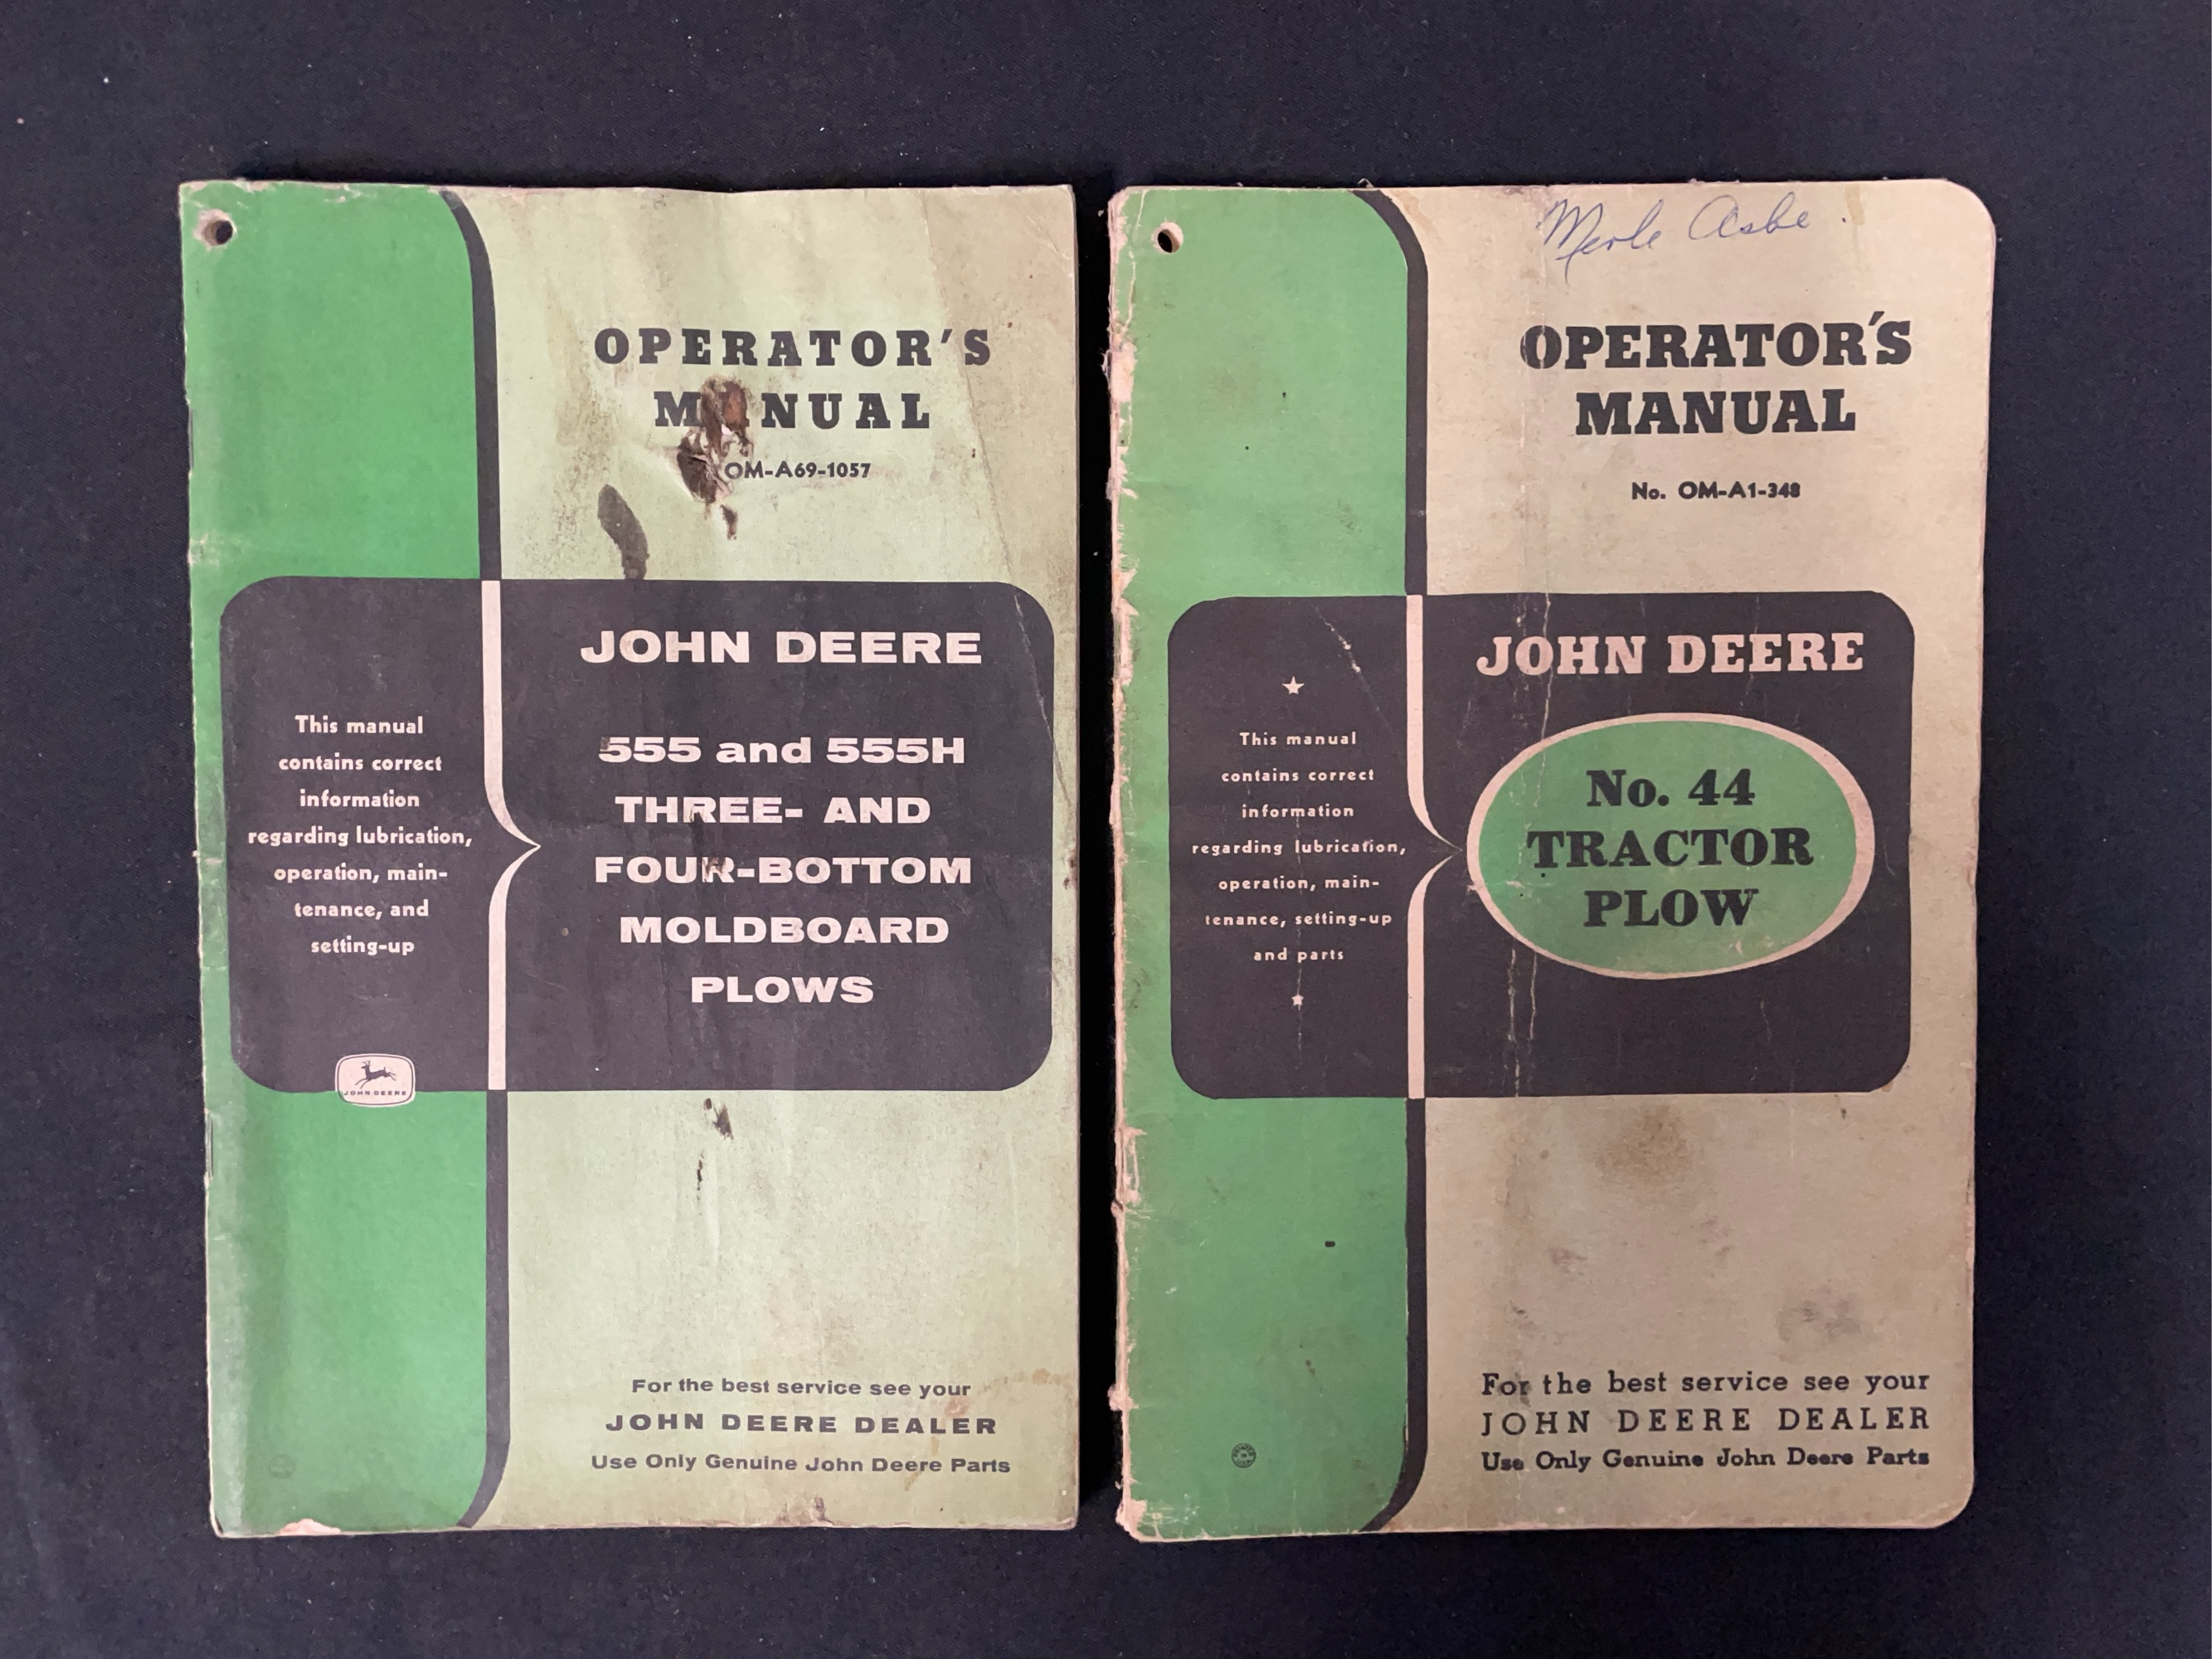 OPERATOR'S
MANUAL
OM-A69-1057
This manual
contains correct
information
regarding lubrication,
operation, main-
tenance, and
setting-up
JOHN DEERE
555 and 555H
THREE- AND
FOUR-BOTTOM
MOLDBOARD
PLOWS
JOHN DEERE
For the best service see your
JOHN DEERE DEALER
Use Only Genuine John Deere Parts
Merle Asbe
OPERATOR'S
MANUAL
No. OM-A1-348
This manual
contains correct
information
regarding lubrication,
operation, main-
tenance, setting-up
and parts
JOHN DEERE
No. 44
TRACTOR
PLOW
For the best service see your
JOHN DEERE DEALER
Use Only Genuine John Deere Parts